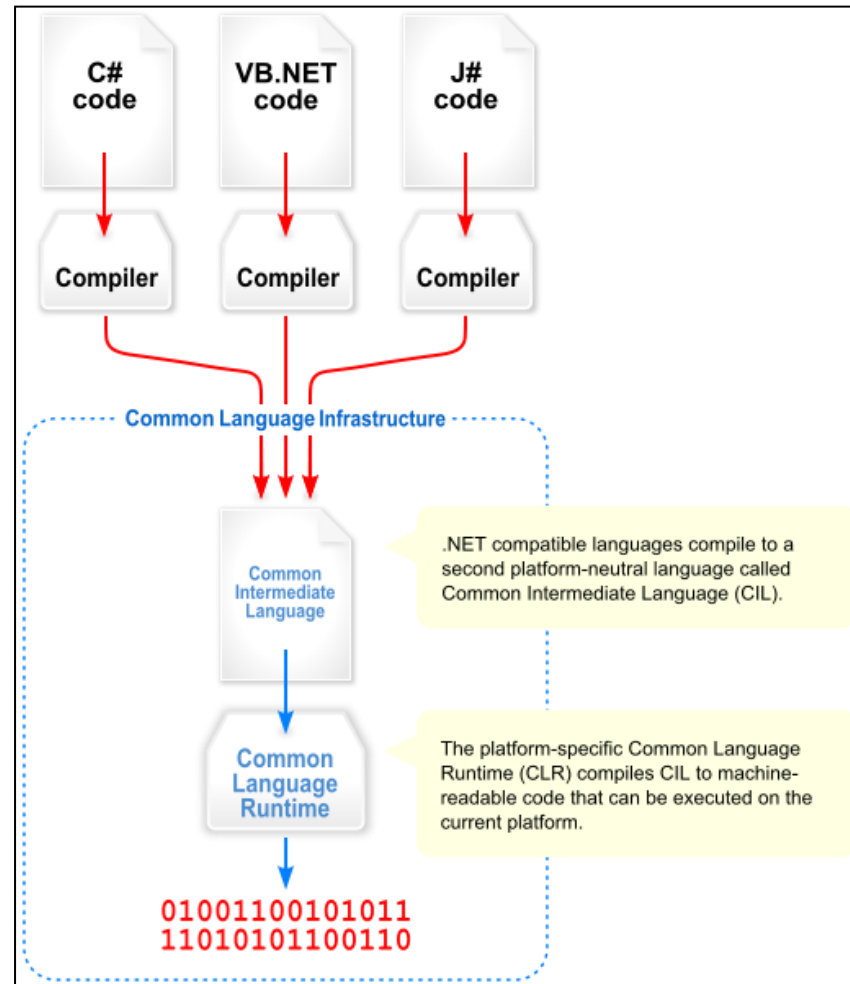 C#
code
VB.NET
code
J#
code
Compiler
Compiler
Compiler
Common Language Infrastructure
Common
Intermediate
Language
.NET compatible languages compile to a
second platform-neutral language called
Common Intermediate Language (CIL).
Common
Language
Runtime
The platform-specific Common Language
Runtime (CLR) compiles CIL to machine-
readable code that can be executed on the
current platform.
01001100101011
11010101100110